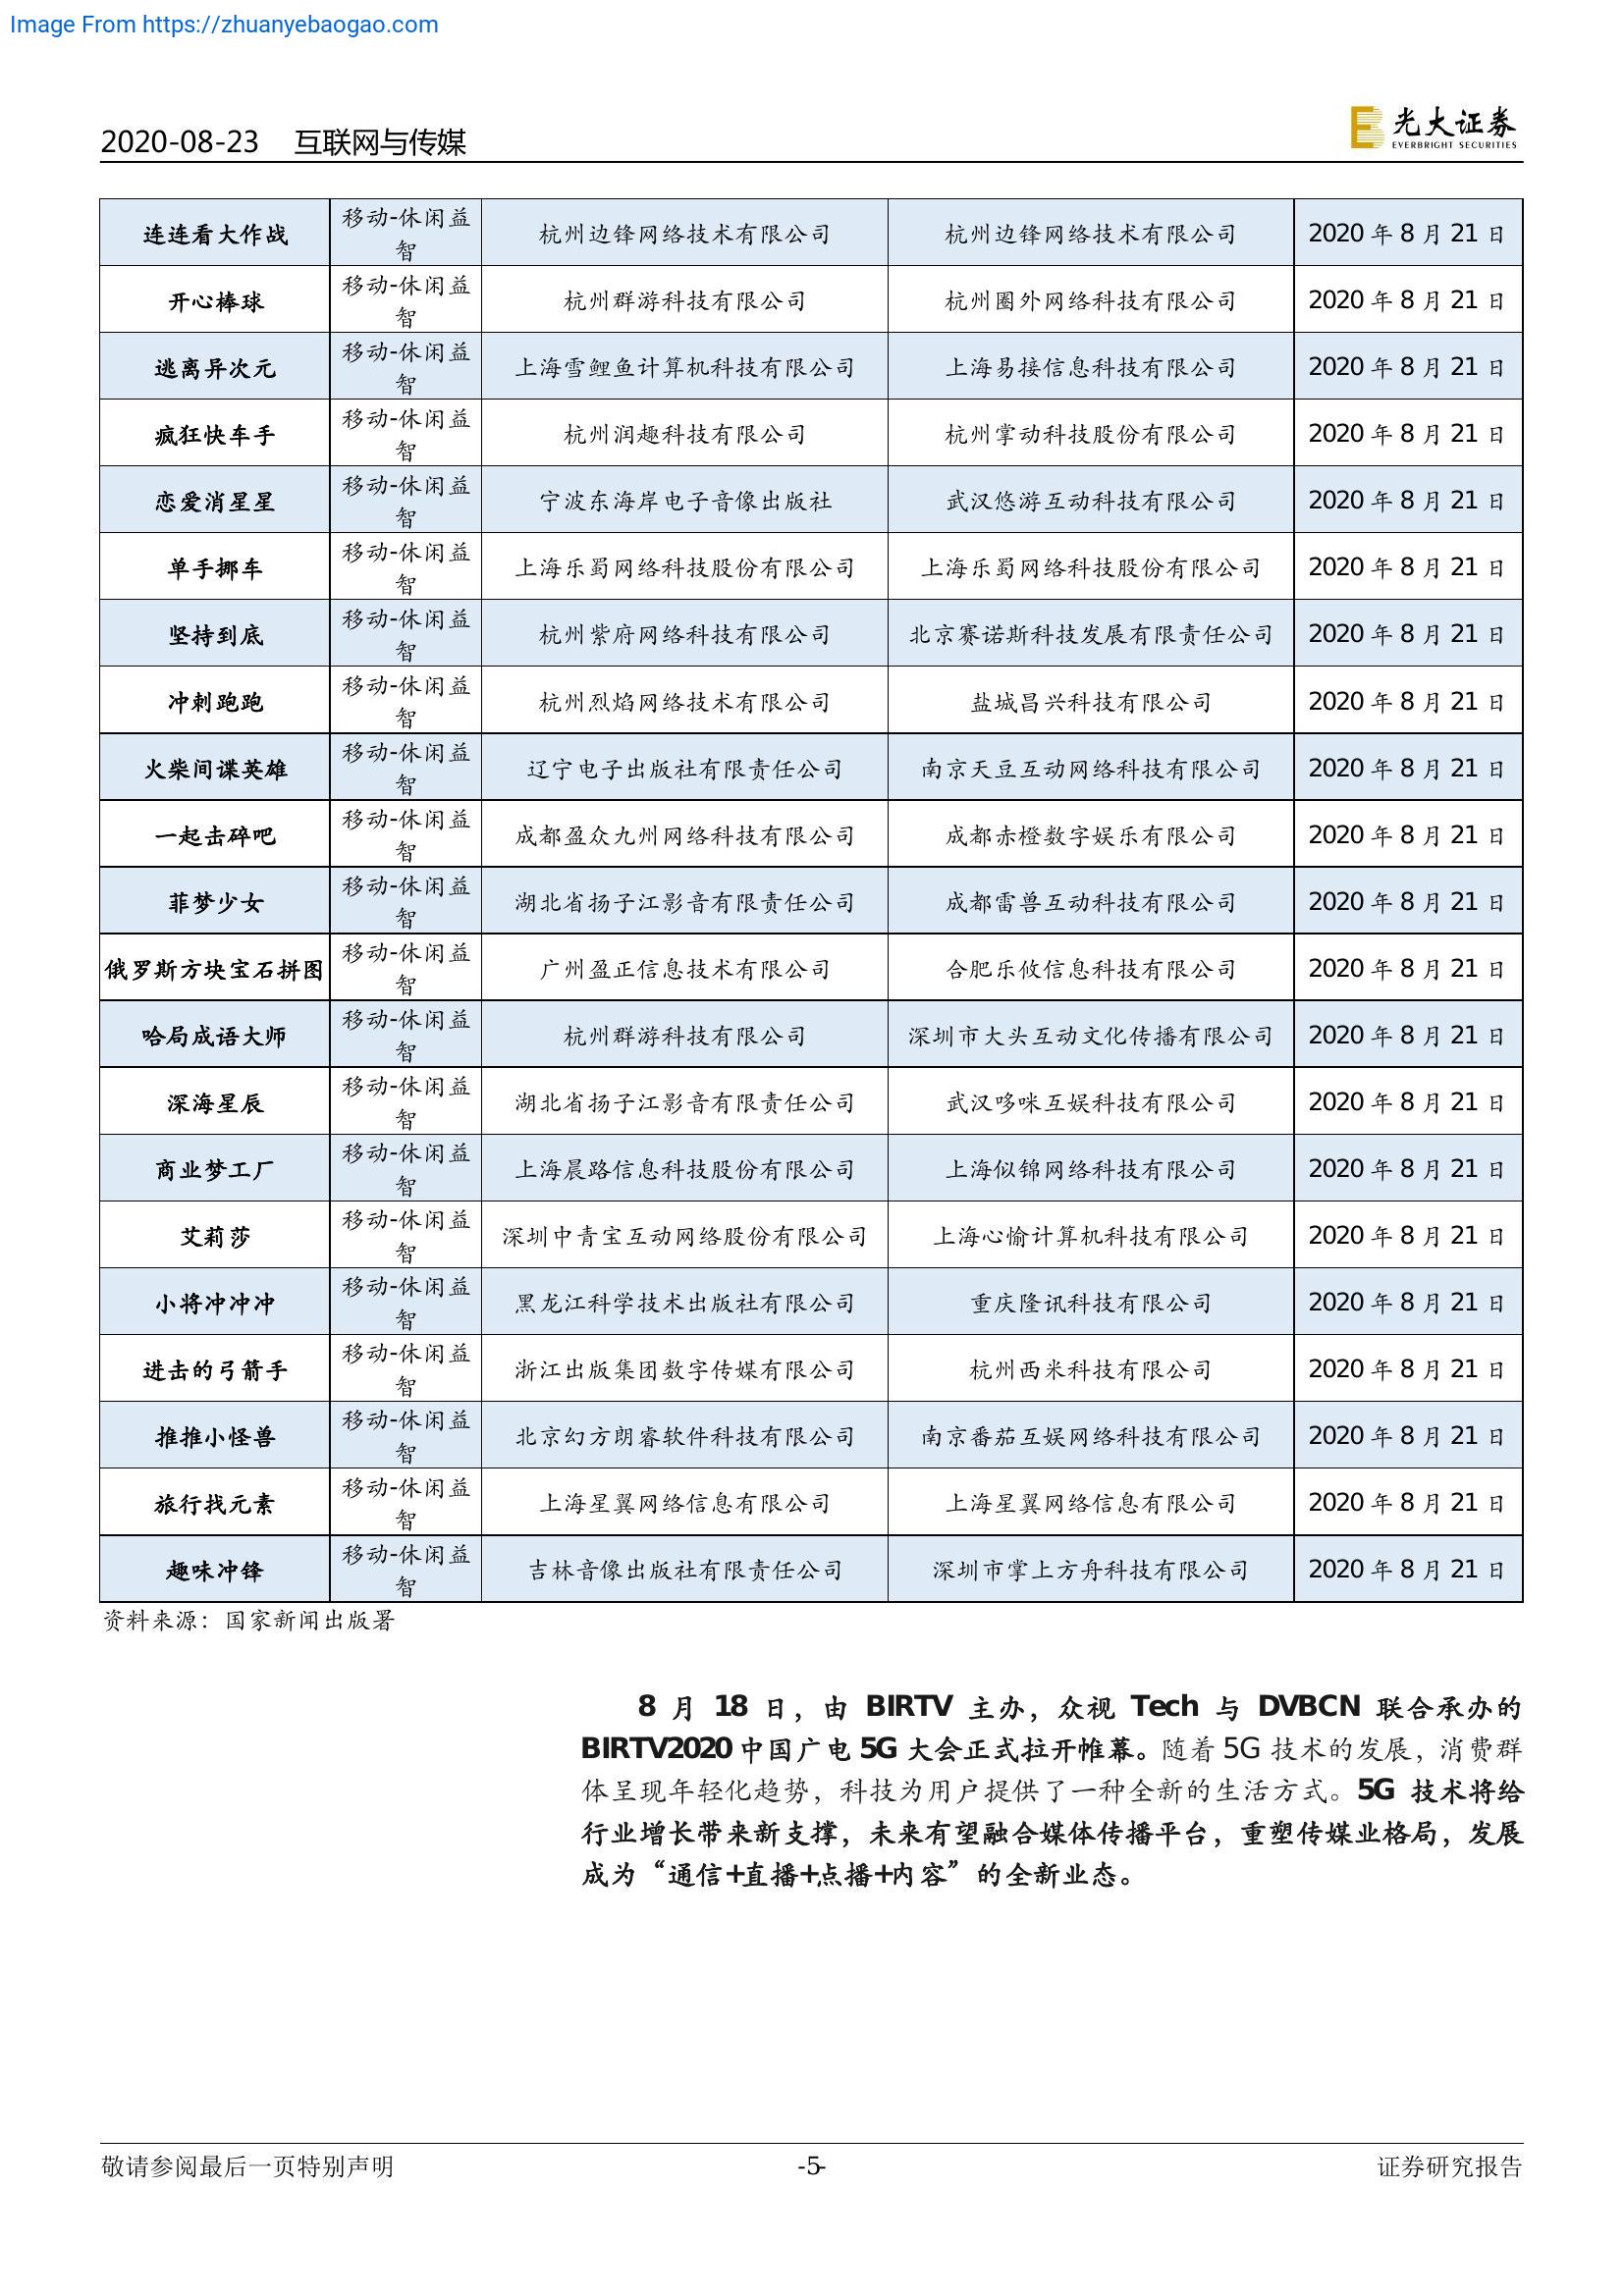 Image From https://zhuanyebaogao.com
2020-08-23 互联网与传媒
光大证券
EVERBRIGHT SECURITIES
连连看大作战 移动-休闲益智 杭州边锋网络技术有限公司 杭州边锋网络技术有限公司 2020 年 8 月 21 日
开心棒球 移动-休闲益智 杭州群游科技有限公司 杭州圈外网络科技有限公司 2020 年 8 月 21 日
逃离异次元 移动-休闲益智 上海雪鲤鱼计算机科技有限公司 上海易接信息科技有限公司 2020 年 8 月 21 日
疯狂快车手 移动-休闲益智 杭州润趣科技有限公司 杭州掌动科技股份有限公司 2020 年 8 月 21 日
恋爱消星星 移动-休闲益智 宁波东海岸电子音像出版社 武汉悠游互动科技有限公司 2020 年 8 月 21 日
单手挪车 移动-休闲益智 上海乐蜀网络科技股份有限公司 上海乐蜀网络科技股份有限公司 2020 年 8 月 21 日
坚持到底 移动-休闲益智 杭州紫府网络科技有限公司 北京赛诺斯科技发展有限责任公司 2020 年 8 月 21 日
冲刺跑跑 移动-休闲益智 杭州烈焰网络技术有限公司 盐城昌兴科技有限公司 2020 年 8 月 21 日
火柴间谍英雄 移动-休闲益智 辽宁电子出版社有限责任公司 南京天豆互动网络科技有限公司 2020 年 8 月 21 日
一起击碎吧 移动-休闲益智 成都盈众九州网络科技有限公司 成都赤橙数字娱乐有限公司 2020 年 8 月 21 日
菲梦少女 移动-休闲益智 湖北省扬子江影音有限责任公司 成都雷兽互动科技有限公司 2020 年 8 月 21 日
俄罗斯方块宝石拼图 移动-休闲益智 广州盈正信息技术有限公司 合肥乐攸信息科技有限公司 2020 年 8 月 21 日
哈局成语大师 移动-休闲益智 杭州群游科技有限公司 深圳市大头互动文化传播有限公司 2020 年 8 月 21 日
深海星辰 移动-休闲益智 湖北省扬子江影音有限责任公司 武汉哆咪互娱科技有限公司 2020 年 8 月 21 日
商业梦工厂 移动-休闲益智 上海晨路信息科技股份有限公司 上海似锦网络科技有限公司 2020 年 8 月 21 日
艾莉莎 移动-休闲益智 深圳中青宝互动网络股份有限公司 上海心愉计算机科技有限公司 2020 年 8 月 21 日
小将冲冲冲 移动-休闲益智 黑龙江科学技术出版社有限公司 重庆隆讯科技有限公司 2020 年 8 月 21 日
进击的弓箭手 移动-休闲益智 浙江出版集团数字传媒有限公司 杭州西米科技有限公司 2020 年 8 月 21 日
推推小怪兽 移动-休闲益智 北京幻方朗睿软件科技有限公司 南京番茄互娱网络科技有限公司 2020 年 8 月 21 日
旅行找元素 移动-休闲益智 上海星翼网络信息有限公司 上海星翼网络信息有限公司 2020 年 8 月 21 日
趣味冲锋 移动-休闲益智 吉林音像出版社有限责任公司 深圳市掌上方舟科技有限公司 2020 年 8 月 21 日
资料来源：国家新闻出版署
8 月 18 日，由 BIRTV 主办，众视 Tech 与 DVBCN 联合承办的
BIRTV2020 中国广电 5G 大会正式拉开帷幕。随着 5G 技术的发展，消费群
体呈现年轻化趋势，科技为用户提供了一种全新的生活方式。5G 技术将给
行业增长带来新支撑，未来有望融合媒体传播平台，重塑传媒业格局，发展
成为“通信+直播+点播+内容”的全新业态。
敬请参阅最后一页特别声明 -5- 证券研究报告